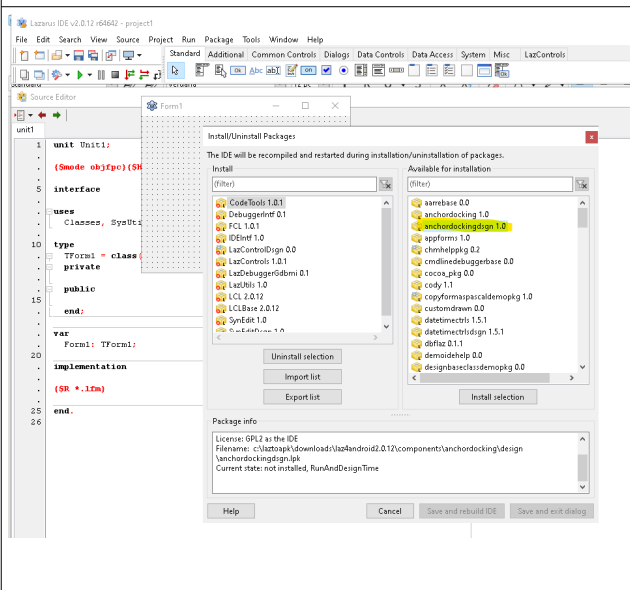 Lazarus IDE v2.0.12 r64642 - project1
File Edit Search View Source Project Run Package Tools Window Help
Standard Additional Common Controls Dialogs Data Controls Data Access System Misc LazControls
Ok Abc abI on
Source Editor
Form1
unit1
1 unit Unit1;
{$mode objfpc}{$H
5 interface
uses
Classes, SysUti
10 type
TForm1 = class(
private
public
15
end;
var
Form1: TForm1;
20
implementation
{$R *.lfm}
25 end.
26
Install/Uninstall Packages
The IDE will be recompiled and restarted during installation/uninstallation of packages.
Install
(filter)
CodeTools 1.0.1
DebuggerIntf 0.1
FCL 1.0.1
IDEIntf 1.0
LazControlDsgn 0.0
LazControls 1.0.1
LazDebuggerGdbmi 0.1
LazUtils 1.0
LCL 2.0.12
LCLBase 2.0.12
SynEdit 1.0
SynEditDsgn 1.0
Uninstall selection
Import list
Export list
Available for installation
(filter)
aarrebase 0.0
anchordocking 1.0
anchordockingdsgn 1.0
appforms 1.0
chmhelppkg 0.2
cmdlinedebuggerbase 0.0
cocoa_pkg 0.0
cody 1.1
copyformaspascaldemopkg 1.0
customdrawn 0.0
datetimectrls 1.5.1
datetimectrlsdsgn 1.5.1
dbflaz 0.1.1
demoidehelp 0.0
designbaseclassdemopkg 0.0
Install selection
Package info
License: GPL2 as the IDE
Filename: c:\laztoapk\downloads\laz4android2.0.12\components\anchordocking\design
\anchordockingdsgn.lpk
Current state: not installed, RunAndDesignTime
Help Cancel Save and rebuild IDE Save and exit dialog